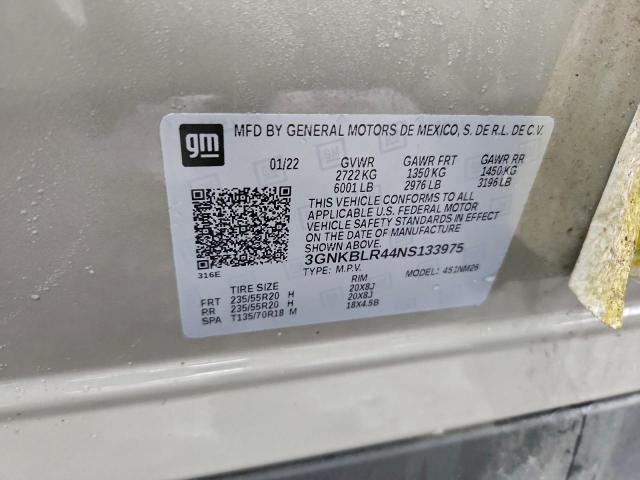 gm MFD BY GENERAL MOTORS DE MEXICO, S. DE R.L. DE C.V.
01/22 GVWR GAWR FRT GAWR RR
2722 KG 1350 KG 1450 KG
6001 LB 2976 LB 3196 LB
THIS VEHICLE CONFORMS TO ALL
APPLICABLE U.S. FEDERAL MOTOR
VEHICLE SAFETY STANDARDS IN EFFECT
ON THE DATE OF MANUFACTURE
SHOWN ABOVE.
3GNKBLR44NS133975
316E
TYPE: M.P.V. MODEL: 4S1NM26
TIRE SIZE RIM
FRT 235/55R20 H 20X8J
RR 235/55R20 H 20X8J
SPA T135/70R18 M 18X4.5B